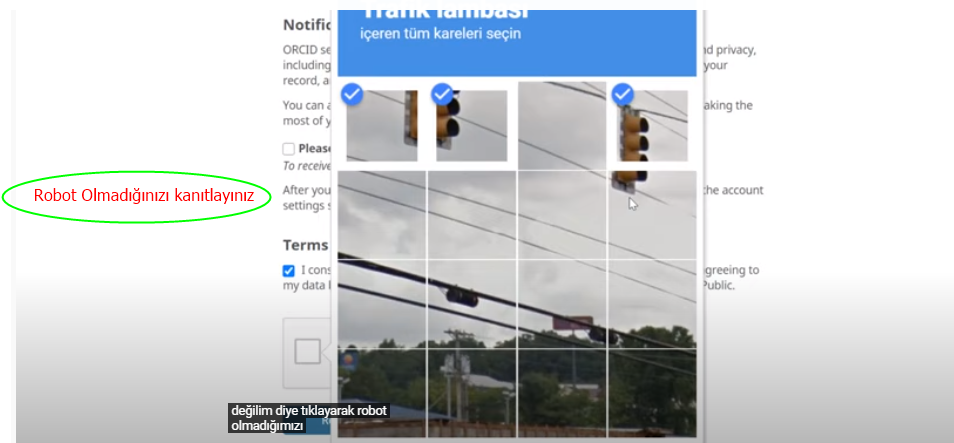 Trafik lambası
içeren tüm kareleri seçin
Notific
ORCID se
nd privacy,
including
your
record, a
You can a
aking the
most of y
Please
To receive
After you
the account
settings s
Robot Olmadığınızı kanıtlayınız
Terms
I cons
greeing to
my data
Public.
değilim diye tıklayarak robot
olmadığımızı